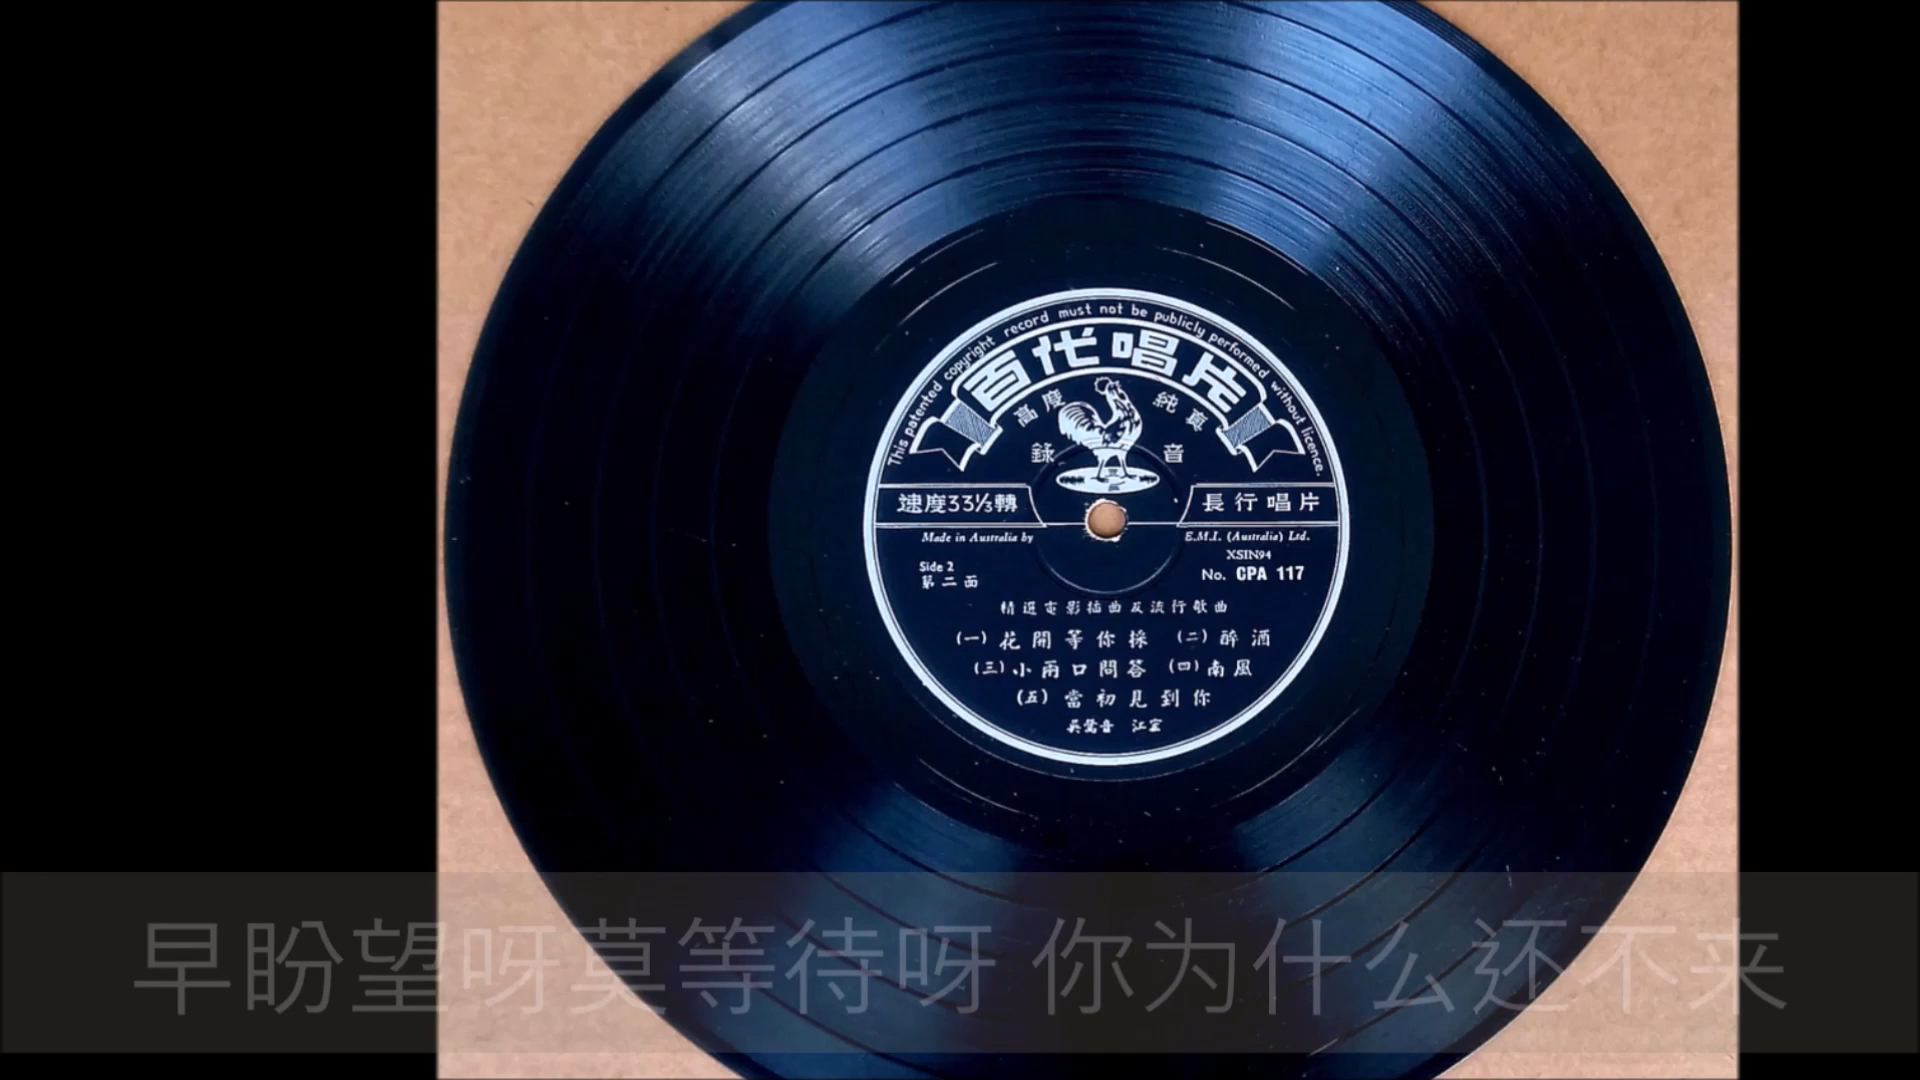 This patented copyright record must not be publicly performed without licence.
百代唱片
高度 純真
錄 音
速度33⅓轉 長行唱片
Made in Australia by E.M.I. (Australia) Ltd.
XSIN94
Side 2 No. CPA 117
第二面
精選電影插曲及流行歌曲
(一)花開等你採 (二)醉酒
(三)小兩口問答 (四)南風
(五)當初見到你
吳鶯音 江宏
早盼望呀莫等待呀 你为什么还不来